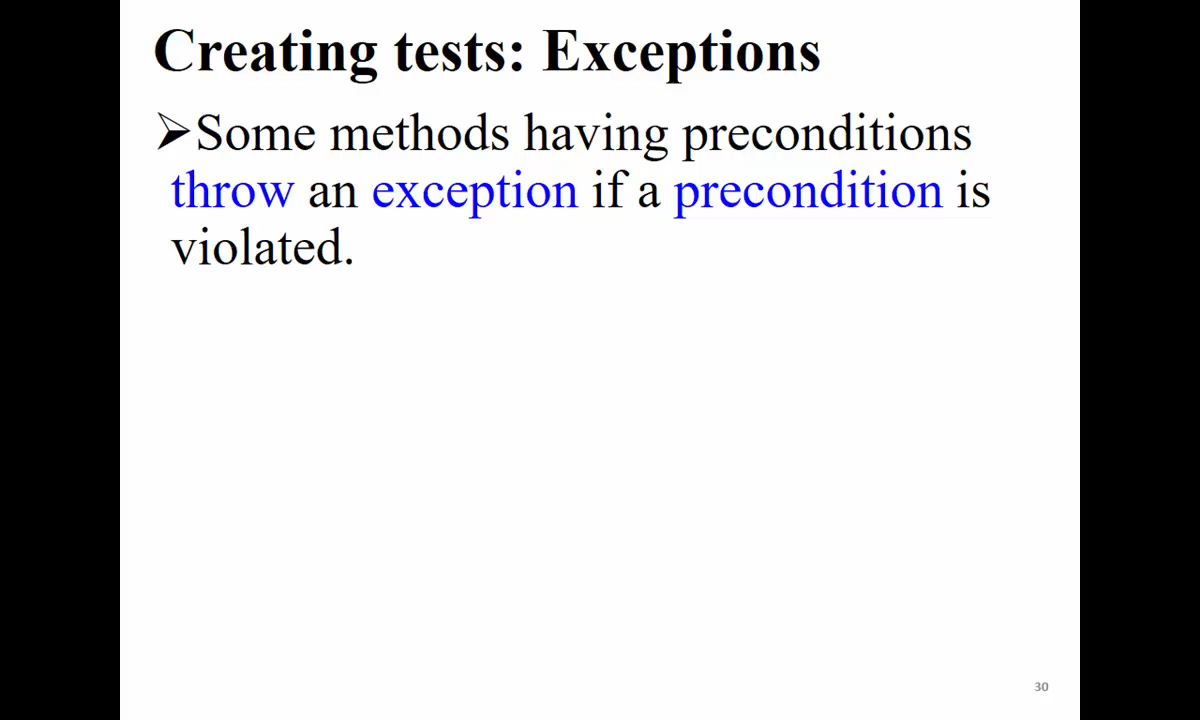 Creating tests: Exceptions
➢Some methods having preconditions
throw an exception if a precondition is
violated.
30